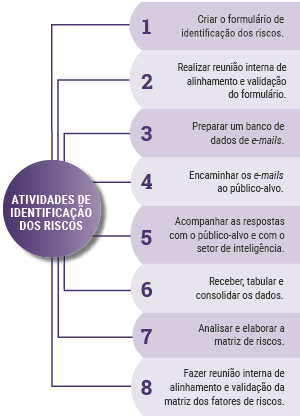 ATIVIDADES DE
IDENTIFICAÇÃO
DOS RISCOS
1
Criar o formulário de
identificação dos riscos.
2
Realizar reunião interna de
alinhamento e validação
do formulário.
3
Preparar um banco de
dados de e-mails.
4
Encaminhar os e-mails
ao público-alvo.
5
Acompanhar as respostas
com o público-alvo e com o
setor de inteligência.
6
Receber, tabular e
consolidar os dados.
7
Analisar e elaborar a
matriz de riscos.
8
Fazer reunião interna de
alinhamento e validação da
matriz dos fatores de riscos.